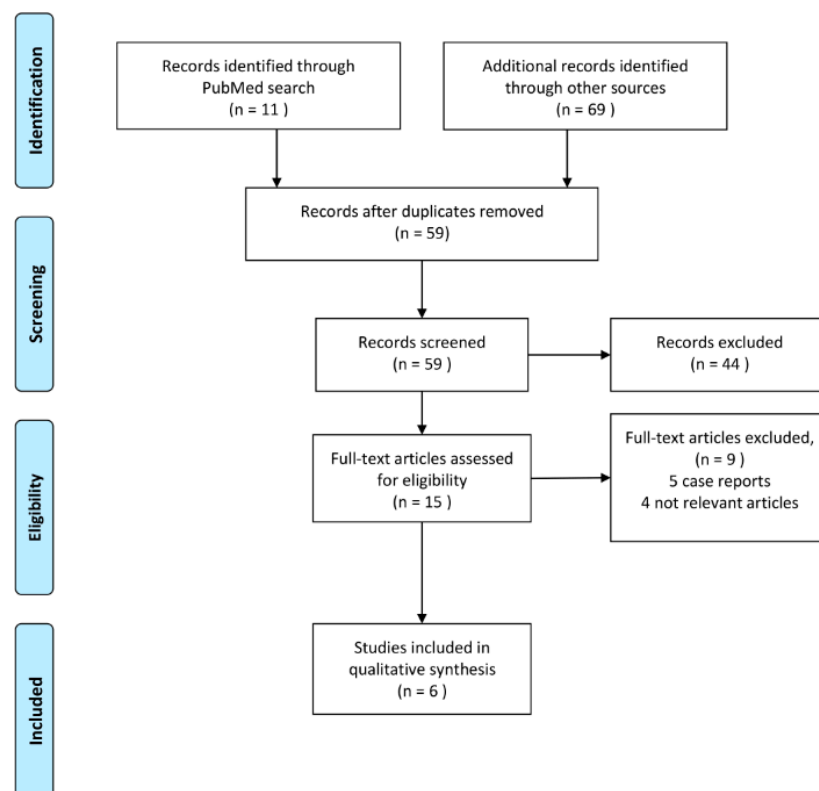 Identification
Records identified through
PubMed search
(n = 11 )
Additional records identified
through other sources
(n = 69 )
Records after duplicates removed
(n = 59)
Screening
Records screened
(n = 59 )
Records excluded
(n = 44 )
Eligibility
Full-text articles assessed
for eligibility
(n = 15 )
Full-text articles excluded,
(n = 9 )
5 case reports
4 not relevant articles
Included
Studies included in
qualitative synthesis
(n = 6 )